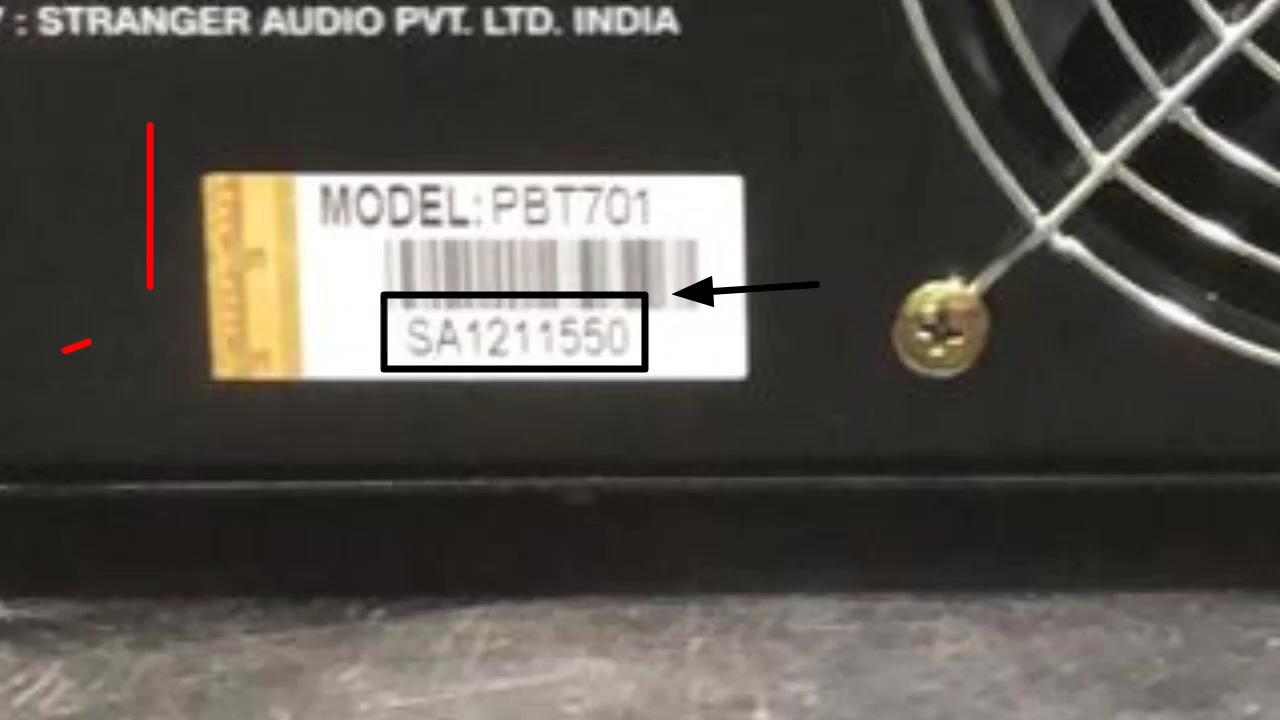 : STRANGER AUDIO PVT. LTD. INDIA
MODEL: PBT701
SA1211550